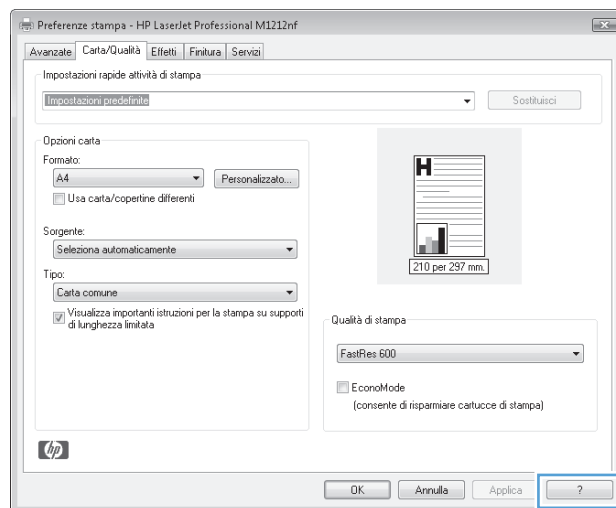 Preferenze stampa - HP LaserJet Professional M1212nf
Avanzate Carta/Qualità Effetti Finitura Servizi
Impostazioni rapide attività di stampa
Impostazioni predefinite
Sostituisci
Opzioni carta
Formato:
A4
Personalizzato...
Usa carta/copertine differenti
Sorgente:
Seleziona automaticamente
Tipo:
Carta comune
Visualizza importanti istruzioni per la stampa su supporti
di lunghezza limitata
H
210 per 297 mm.
Qualità di stampa
FastRes 600
EconoMode
(consente di risparmiare cartucce di stampa)
hp
OK Annulla Applica ?